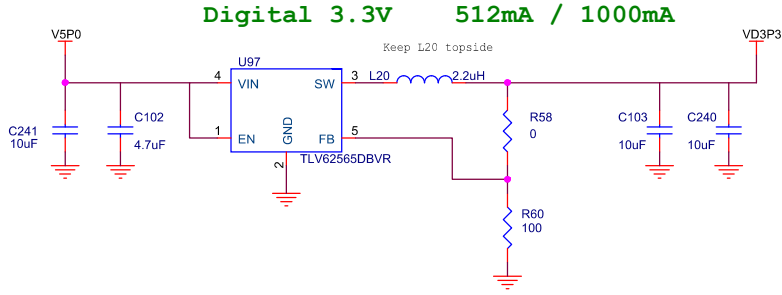 Digital 3.3V 512mA / 1000mA
V5P0
Keep L20 topside
VD3P3
U97
4
VIN
SW
3
L20
2.2uH
C241
10uF
C102
4.7uF
1
EN
GND
FB
5
2
TLV62565DBVR
R58
0
C103
10uF
C240
10uF
R60
100